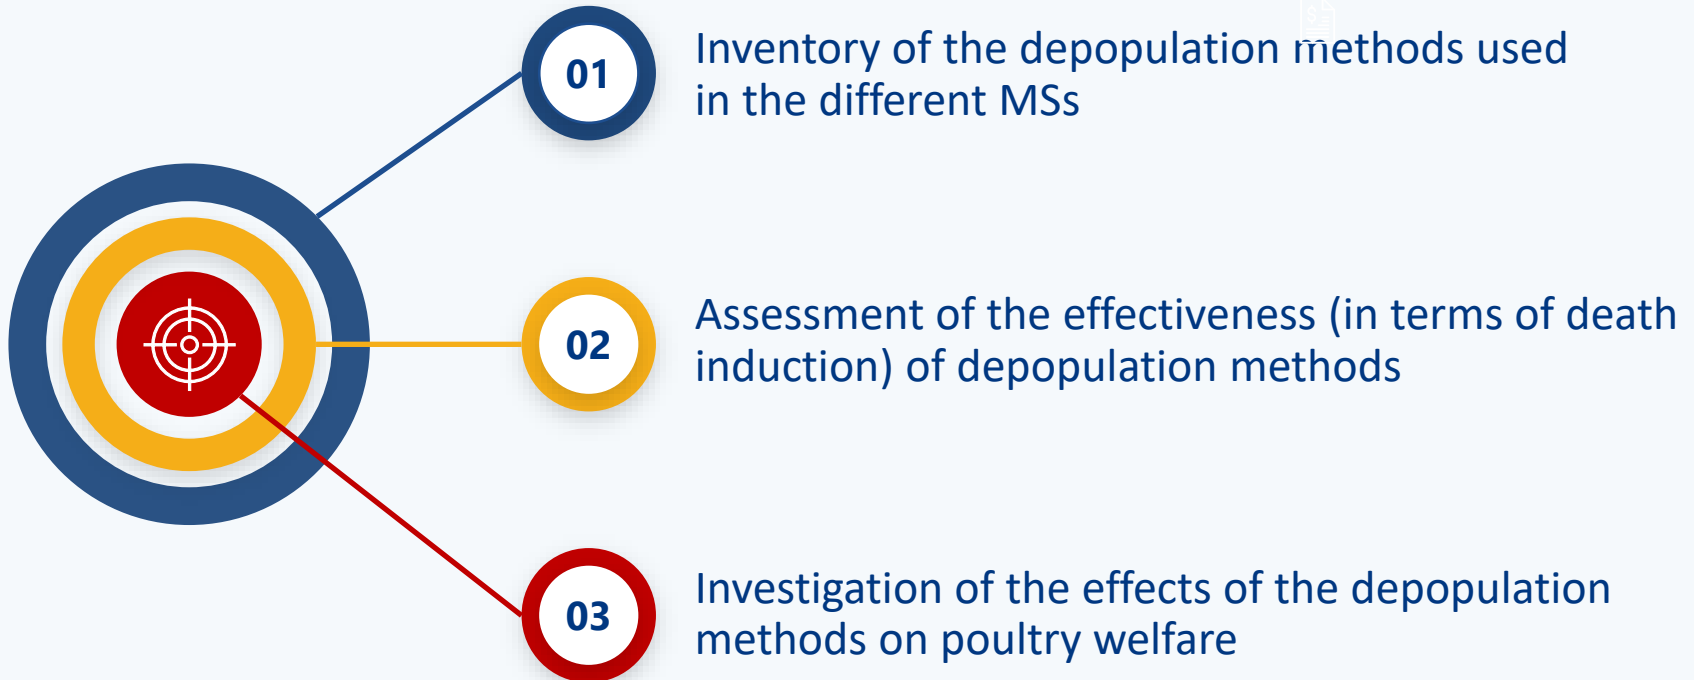 01
Inventory of the depopulation methods used
in the different MSs
02
Assessment of the effectiveness (in terms of death
induction) of depopulation methods
03
Investigation of the effects of the depopulation
methods on poultry welfare